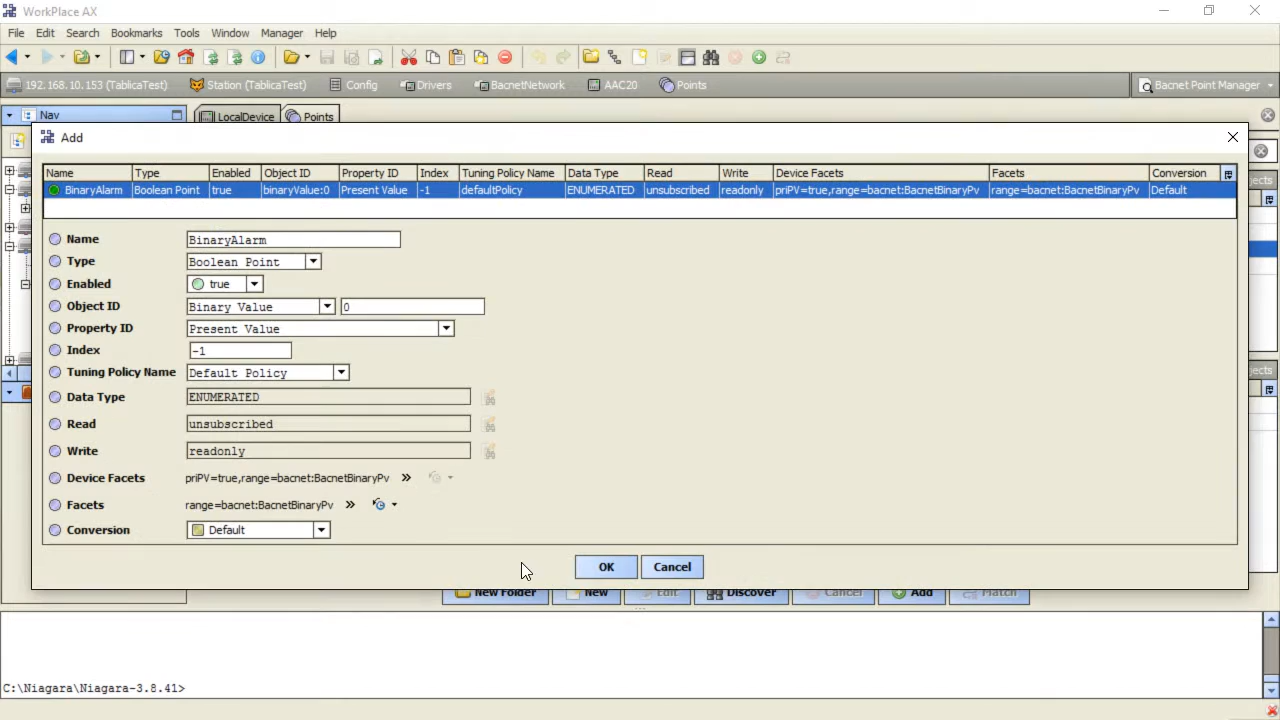 WorkPlace AX
File Edit Search Bookmarks Tools Window Manager Help
192.168.10.153 (TablicaTest) Station (TablicaTest) Config Drivers BacnetNetwork AAC20 Points Bacnet Point Manager
Nav LocalDevice Points
Add
Name Type Enabled Object ID Property ID Index Tuning Policy Name Data Type Read Write Device Facets Facets Conversion
BinaryAlarm Boolean Point true binaryValue:0 Present Value -1 defaultPolicy ENUMERATED unsubscribed readonly priPV=true,range=bacnet:BacnetBinaryPv range=bacnet:BacnetBinaryPv Default
Name BinaryAlarm
Type Boolean Point
Enabled true
Object ID Binary Value 0
Property ID Present Value
Index -1
Tuning Policy Name Default Policy
Data Type ENUMERATED
Read unsubscribed
Write readonly
Device Facets priPV=true,range=bacnet:BacnetBinaryPv »
Facets range=bacnet:BacnetBinaryPv »
Conversion Default
OK Cancel
New Folder New Edit Discover Cancel Add Match
C:\Niagara\Niagara-3.8.41>